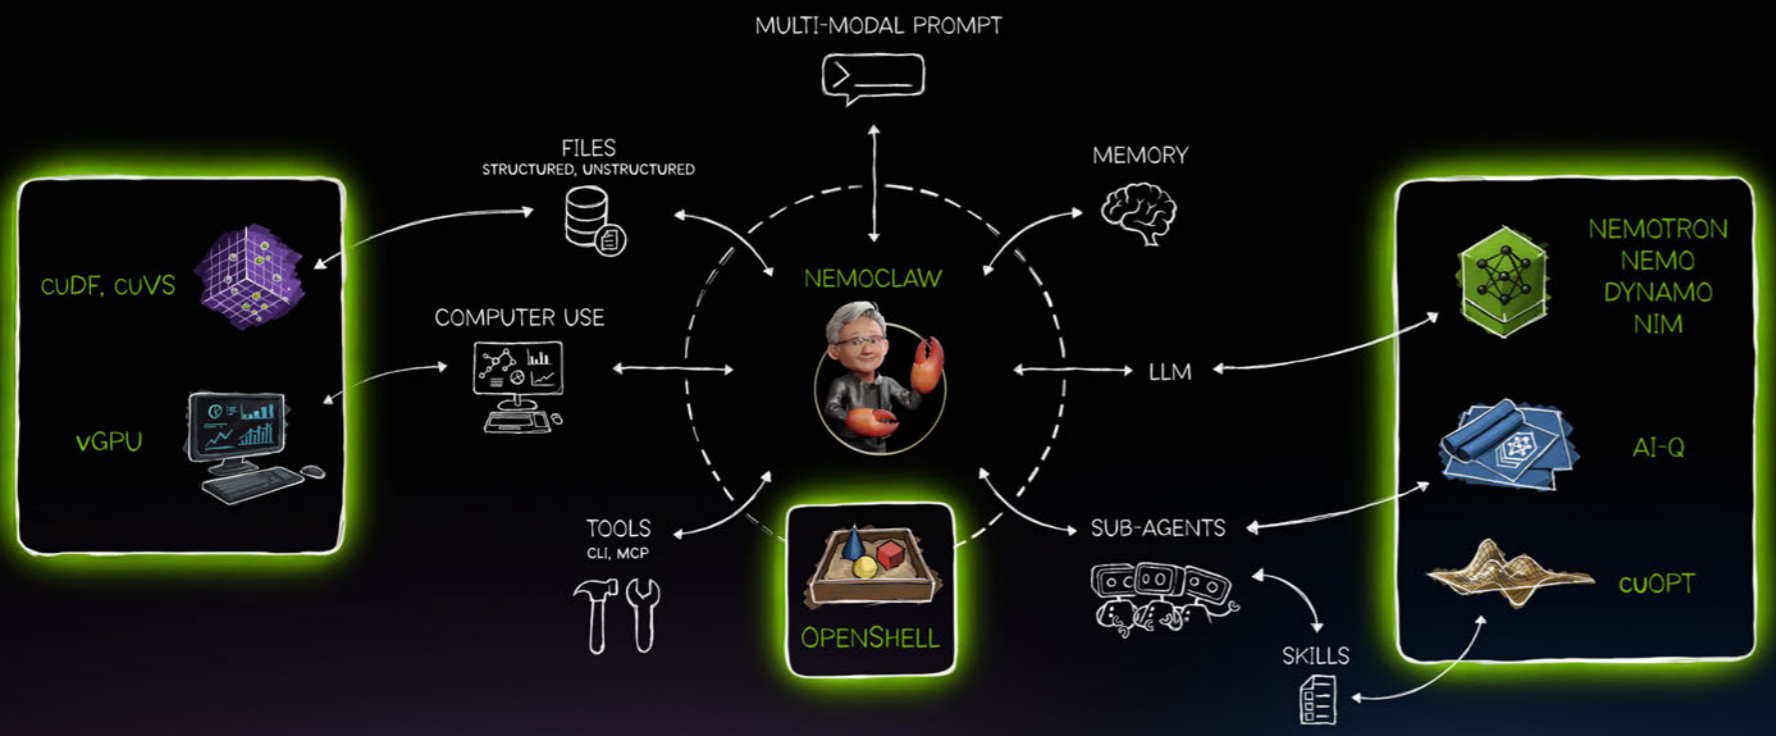 MULTI-MODAL PROMPT
FILES
STRUCTURED, UNSTRUCTURED
MEMORY
cuDF, cuVS
NEMOCLAW
NEMOTRON
NEMO
DYNAMO
NIM
COMPUTER USE
LLM
vGPU
AI-Q
TOOLS
CLI, MCP
SUB-AGENTS
OPENSHELL
cuOPT
SKILLS